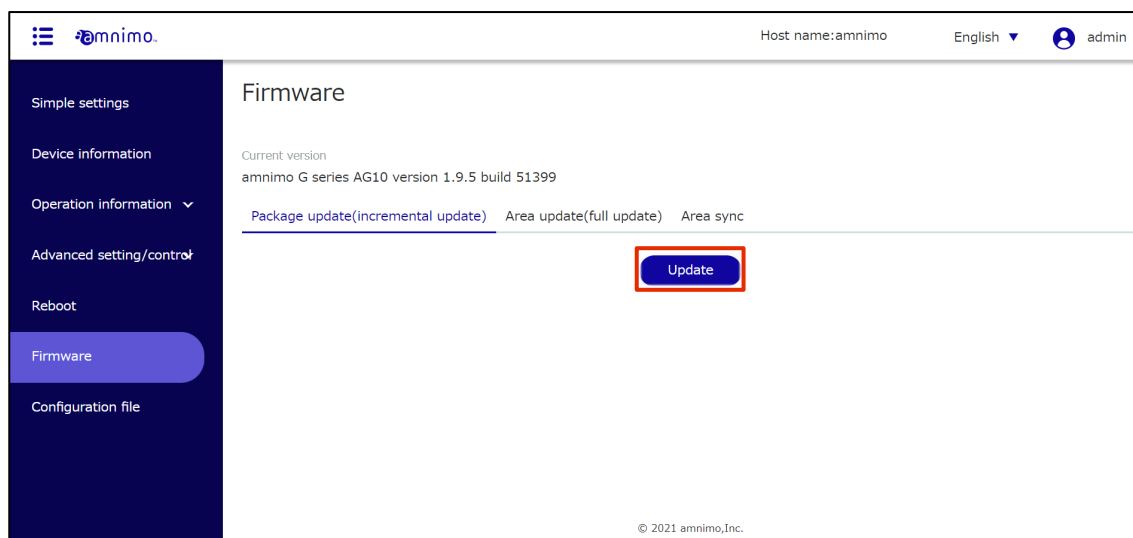 amnimo
Host name:amnimo
English ▼
admin
Simple settings
Device information
Operation information
Advanced setting/control
Reboot
Firmware
Configuration file
Firmware
Current version
amnimo G series AG10 version 1.9.5 build 51399
Package update(incremental update) Area update(full update) Area sync
Update
© 2021 amnimo,Inc.